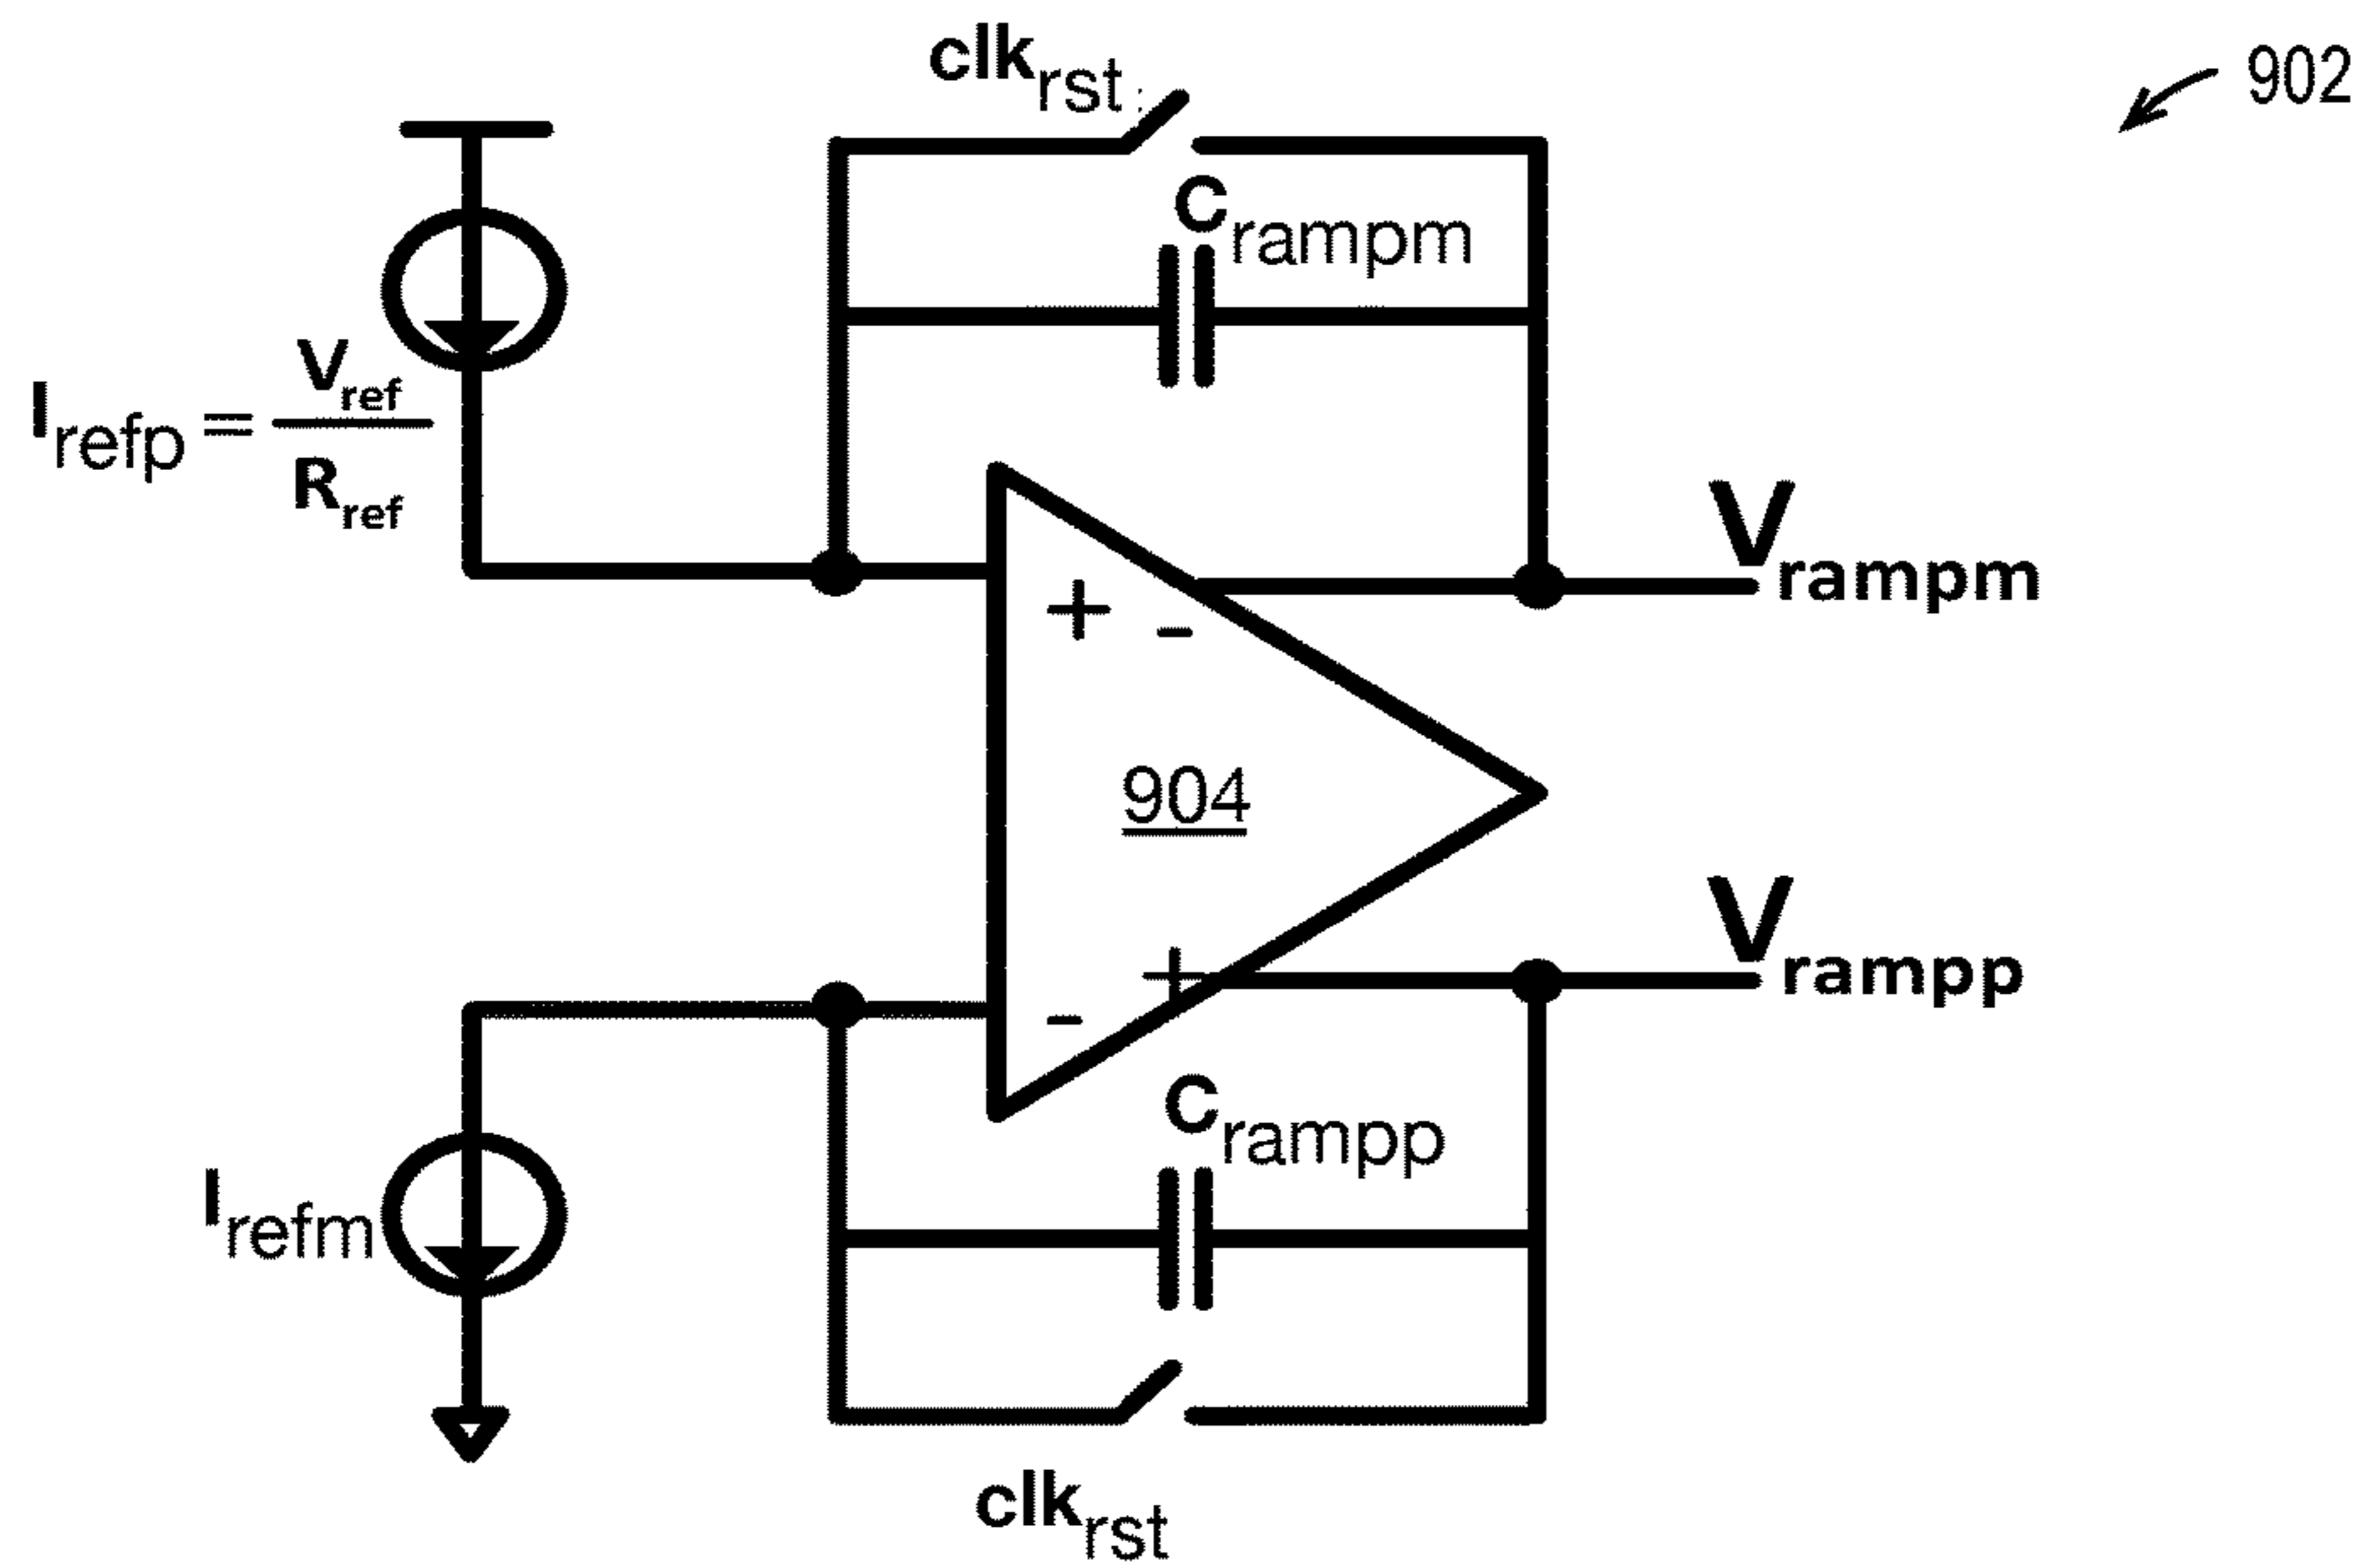 clkrst
902
Crampm
Irefp = Vref / Rref
Vrampm
+
-
904
Vrampp
+
-
Crampp
Irefm
clkrst